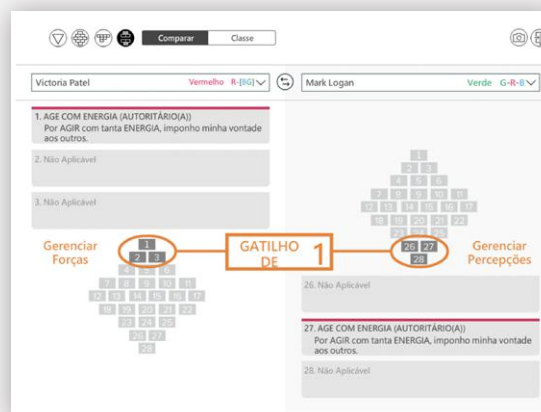 Comparar Classe
Victoria Patel Vermelho R-[BG] Mark Logan Verde G-R-B
1. AGE COM ENERGIA (AUTORITÁRIO(A))
Por AGIR com tanta ENERGIA, imponho minha vontade
aos outros.
2. Não Aplicável
3. Não Aplicável
Gerenciar
Forças
1
2 3
4 5 6
7 8 9 10 11
12 13 14 15 16 17
18 19 20 21 22
23 24 25
26 27
28
GATILHO
DE 1
1
2 3
4 5 6
7 8 9 10 11
12 13 14 15 16 17
18 19 20 21 22
23 24 25
26 27
28
Gerenciar
Percepções
26. Não Aplicável
27. AGE COM ENERGIA (AUTORITÁRIO(A))
Por AGIR com tanta ENERGIA, imponho minha vontade
aos outros.
28. Não Aplicável